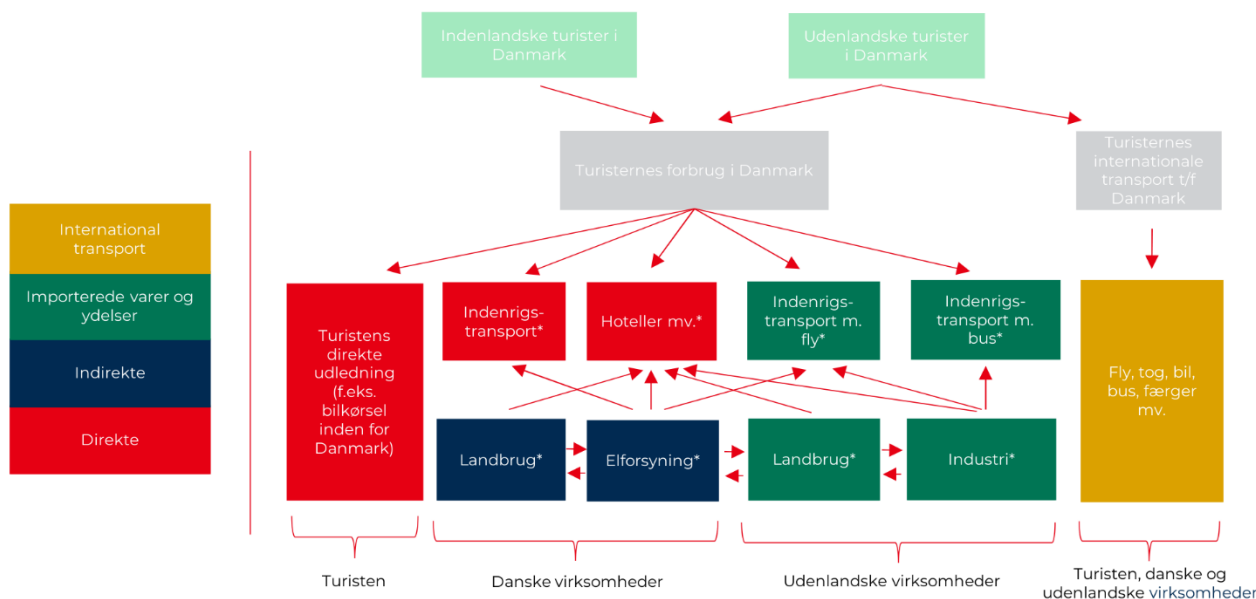 Indenlandske turister i
Danmark
Udenlandske turister
i Danmark
Turisternes forbrug i Danmark
Turisternes
internationale
transport t/f
Danmark
International
transport
Importerede varer og
ydelser
Indirekte
Direkte
Turistens
direkte
udledning
(f.eks.
bilkørsel
inden for
Danmark)
Indenrigs-
transport*
Hoteller mv.*
Indenrigs-
transport m.
fly*
Indenrigs-
transport m.
bus*
Fly, tog, bil,
bus, færger
mv.
Landbrug*
Elforsyning*
Landbrug*
Industri*
Turisten
Danske virksomheder
Udenlandske virksomheder
Turisten, danske og
udenlandske virksomheder